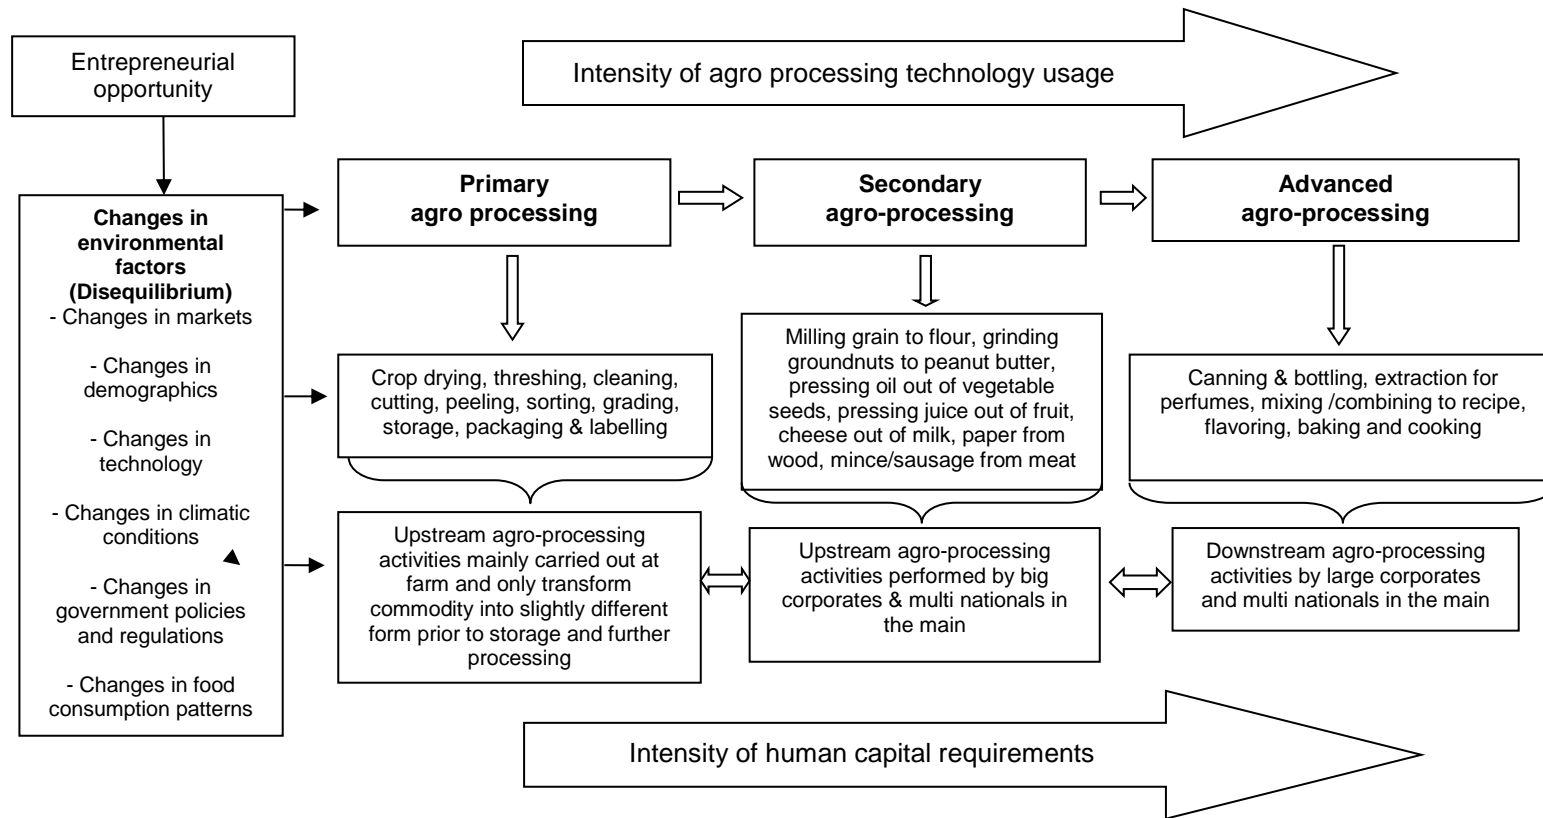 Entrepreneurial
opportunity
Intensity of agro processing technology usage
Changes in
environmental
factors
(Disequilibrium)
- Changes in markets
- Changes in
demographics
- Changes in
technology
- Changes in climatic
conditions
- Changes in
government policies
and regulations
- Changes in food
consumption patterns
Primary
agro processing
Secondary
agro-processing
Advanced
agro-processing
Crop drying, threshing, cleaning,
cutting, peeling, sorting, grading,
storage, packaging & labelling
Milling grain to flour, grinding
groundnuts to peanut butter,
pressing oil out of vegetable
seeds, pressing juice out of fruit,
cheese out of milk, paper from
wood, mince/sausage from meat
Canning & bottling, extraction for
perfumes, mixing /combining to recipe,
flavoring, baking and cooking
Upstream agro-processing
activities mainly carried out at
farm and only transform
commodity into slightly different
form prior to storage and further
processing
Upstream agro-processing
activities performed by big
corporates & multi nationals in
the main
Downstream agro-processing
activities by large corporates
and multi nationals in the main
Intensity of human capital requirements